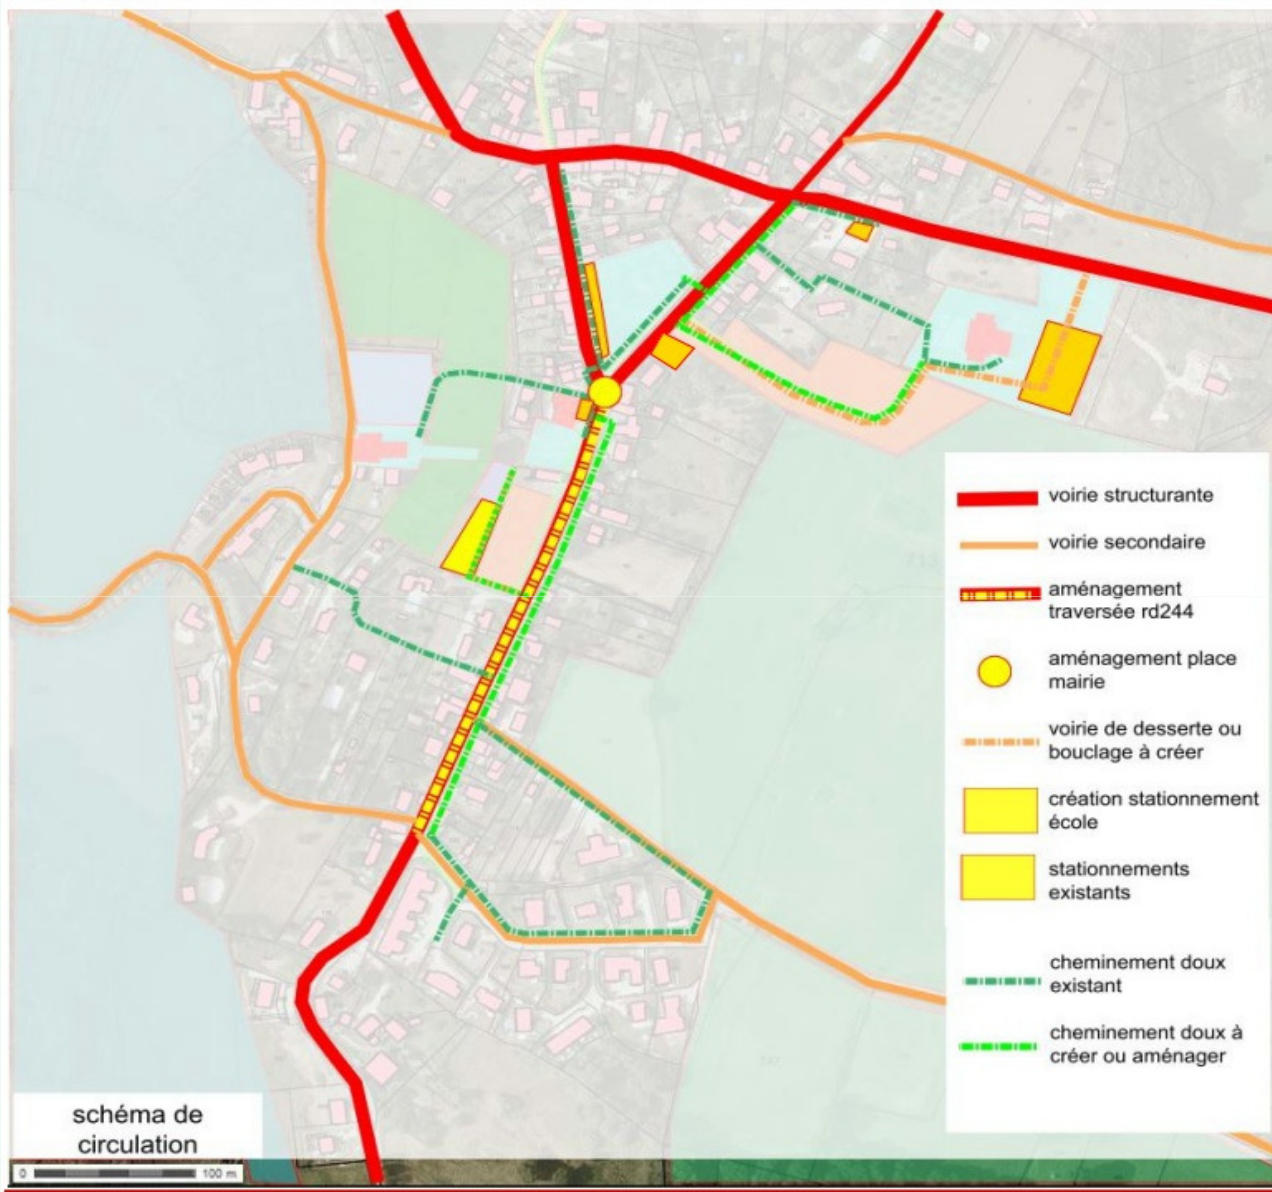 voirie structurante
voirie secondaire
aménagement
traversée rd244
aménagement place
mairie
voirie de desserte ou
bouclage à créer
création stationnement
école
stationnements
existants
cheminement doux
existant
cheminement doux à
créer ou aménager
schéma de
circulation
0 100 m